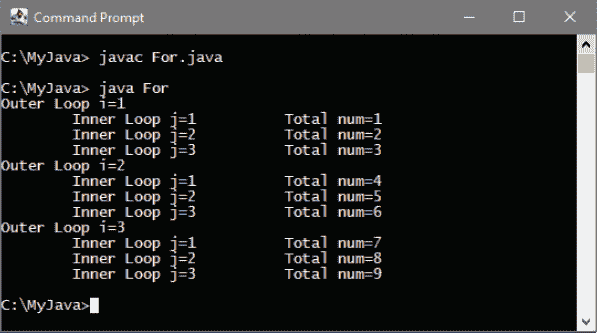 Command Prompt
C:\MyJava> javac For.java
C:\MyJava> java For
Outer Loop i=1
Inner Loop j=1 Total num=1
Inner Loop j=2 Total num=2
Inner Loop j=3 Total num=3
Outer Loop i=2
Inner Loop j=1 Total num=4
Inner Loop j=2 Total num=5
Inner Loop j=3 Total num=6
Outer Loop i=3
Inner Loop j=1 Total num=7
Inner Loop j=2 Total num=8
Inner Loop j=3 Total num=9
C:\MyJava>